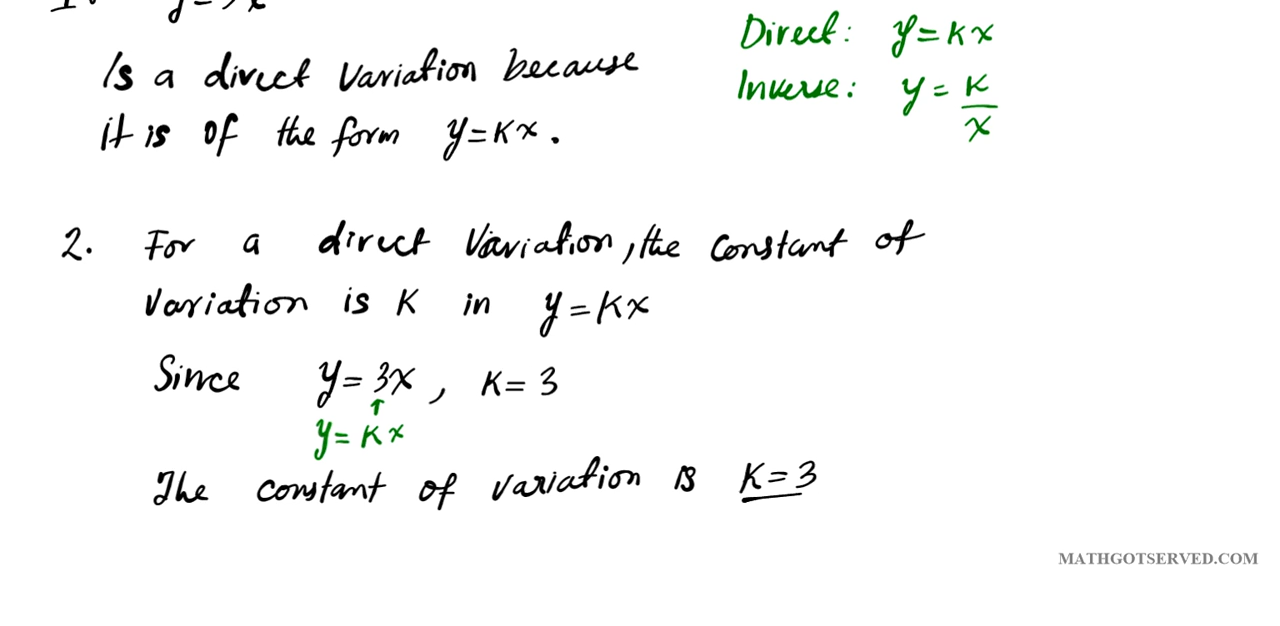 Is a direct variation because
it is of the form y=kx.
Direct: y=kx
Inverse: y = k/x
2. For a direct Variation, the constant of
Variation is K in y=Kx
Since y=3x, K=3
↑
y=Kx
The constant of variation is K=3
MATHGOTSERVED.COM